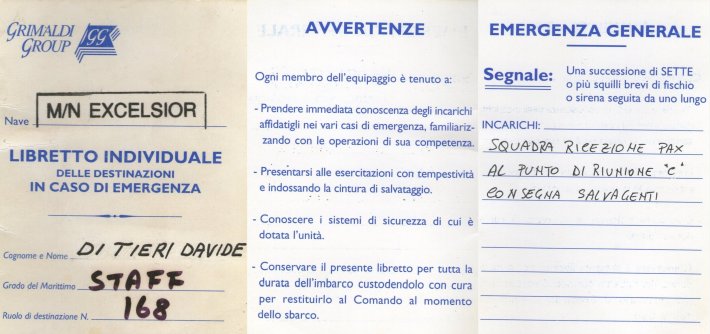 GRIMALDI
GROUP
GG
Nave M/N EXCELSIOR
LIBRETTO INDIVIDUALE
DELLE DESTINAZIONI
IN CASO DI EMERGENZA
Cognome e Nome DI TIERI DAVIDE
Grado del Marittimo STAFF
Ruolo di destinazione N. 168
AVVERTENZE
Ogni membro dell'equipaggio è tenuto a:
- Prendere immediata conoscenza degli incarichi
affidatigli nei vari casi di emergenza, familiariz-
zando con le operazioni di sua competenza.
- Presentarsi alle esercitazioni con tempestività
e indossando la cintura di salvataggio.
- Conoscere i sistemi di sicurezza di cui è
dotata l'unità.
- Conservare il presente libretto per tutta la
durata dell'imbarco custodendolo con cura
per restituirlo al Comando al momento
dello sbarco.
EMERGENZA GENERALE
Segnale: Una successione di SETTE
o più squilli brevi di fischio
o sirena seguita da uno lungo
INCARICHI:
SQUADRA RICEZIONE PAX
AL PUNTO DI RIUNIONE "C"
CONSEGNA SALVAGENTI